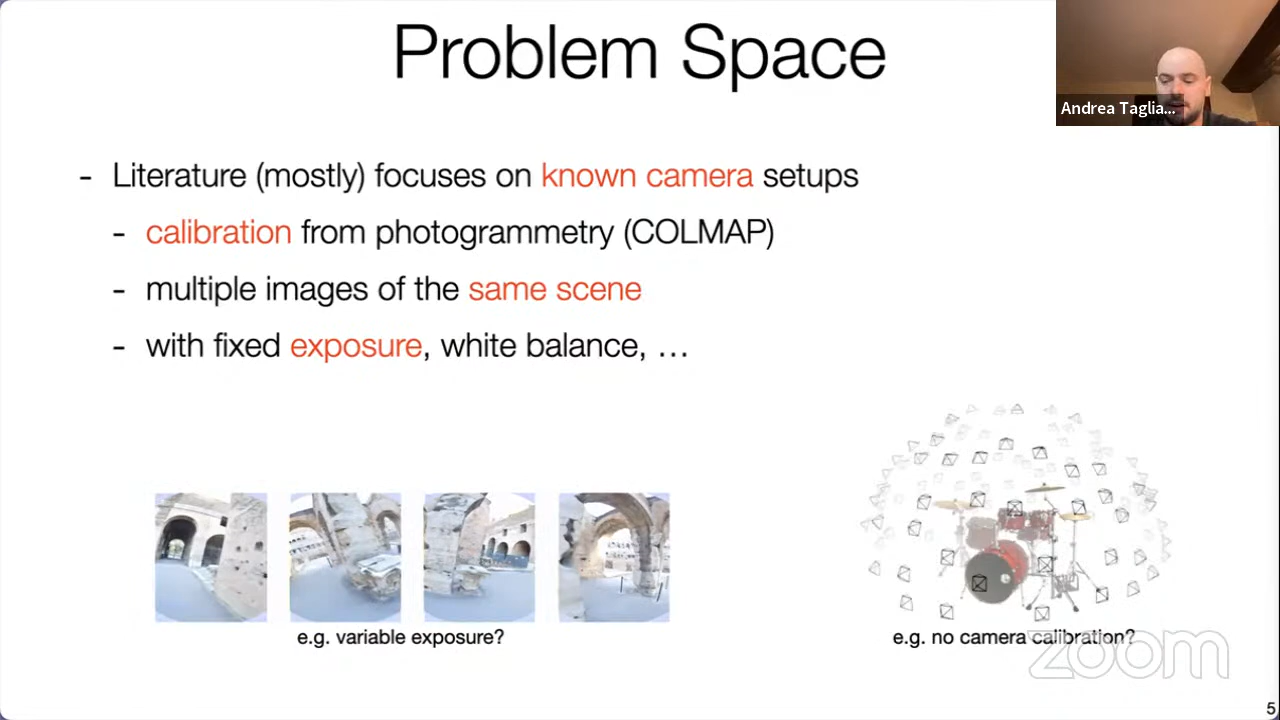 Problem Space
Andrea Taglia...
- Literature (mostly) focuses on known camera setups
- calibration from photogrammetry (COLMAP)
- multiple images of the same scene
- with fixed exposure, white balance, …
e.g. variable exposure?
e.g. no camera calibration?
zoom
5